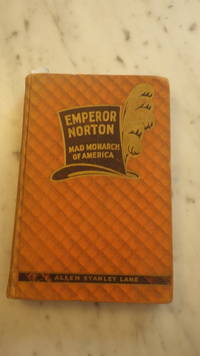 EMPEROR
NORTON
MAD MONARCH
OF AMERICA
ALLEN STANLEY LANE